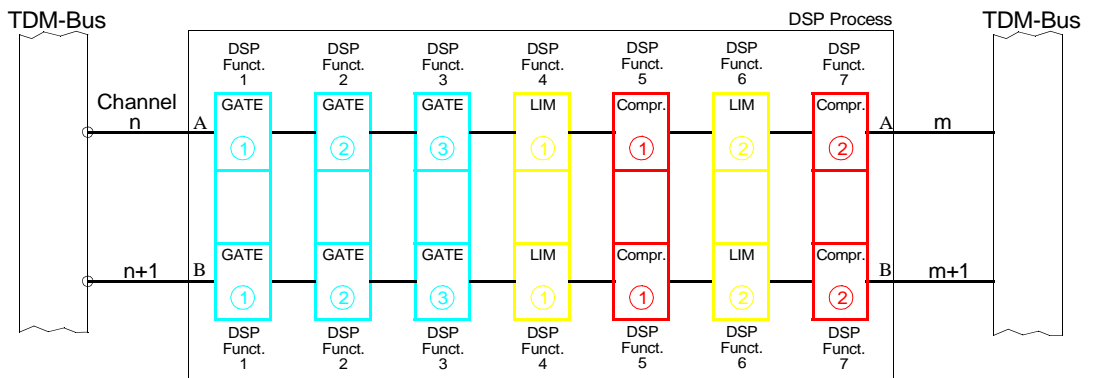 TDM-Bus
DSP Process
TDM-Bus
DSP
Funct.
1
DSP
Funct.
2
DSP
Funct.
3
DSP
Funct.
4
DSP
Funct.
5
DSP
Funct.
6
DSP
Funct.
7
Channel
n
A
GATE
1
GATE
2
GATE
3
LIM
1
Compr.
1
LIM
2
Compr.
2
A
m
n+1
B
GATE
1
GATE
2
GATE
3
LIM
1
Compr.
1
LIM
2
Compr.
2
B
m+1
DSP
Funct.
1
DSP
Funct.
2
DSP
Funct.
3
DSP
Funct.
4
DSP
Funct.
5
DSP
Funct.
6
DSP
Funct.
7